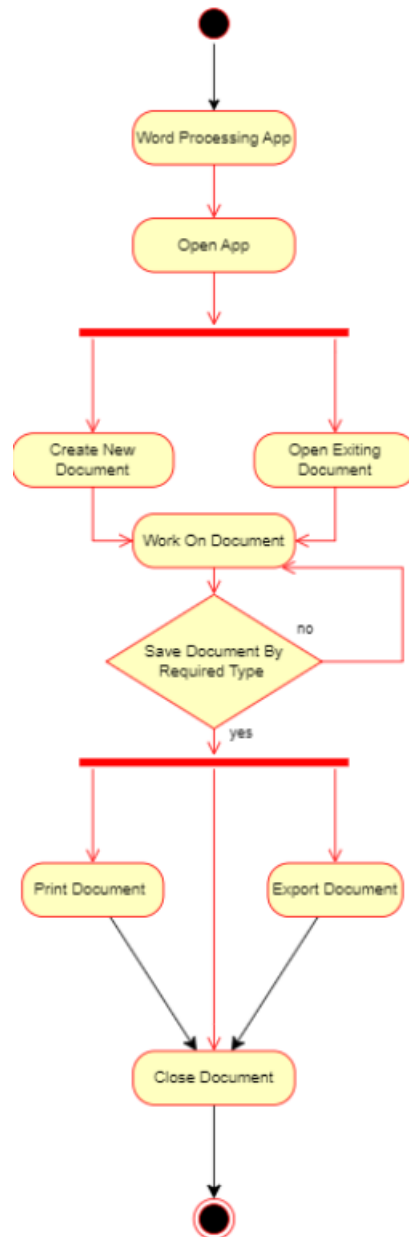 Word Processing App
Open App
Create New
Document
Open Exiting
Document
Work On Document
no
Save Document By
Required Type
yes
Print Document
Export Document
Close Document